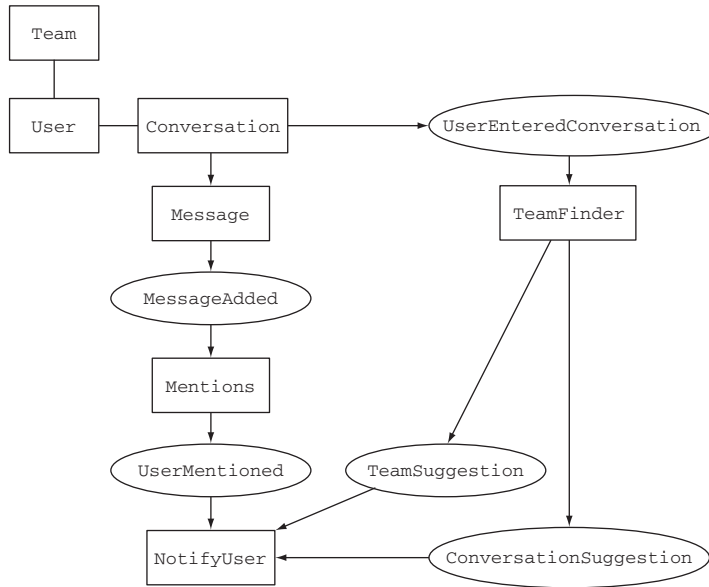 Team
User
Conversation
UserEnteredConversation
Message
TeamFinder
MessageAdded
Mentions
UserMentioned
TeamSuggestion
NotifyUser
ConversationSuggestion